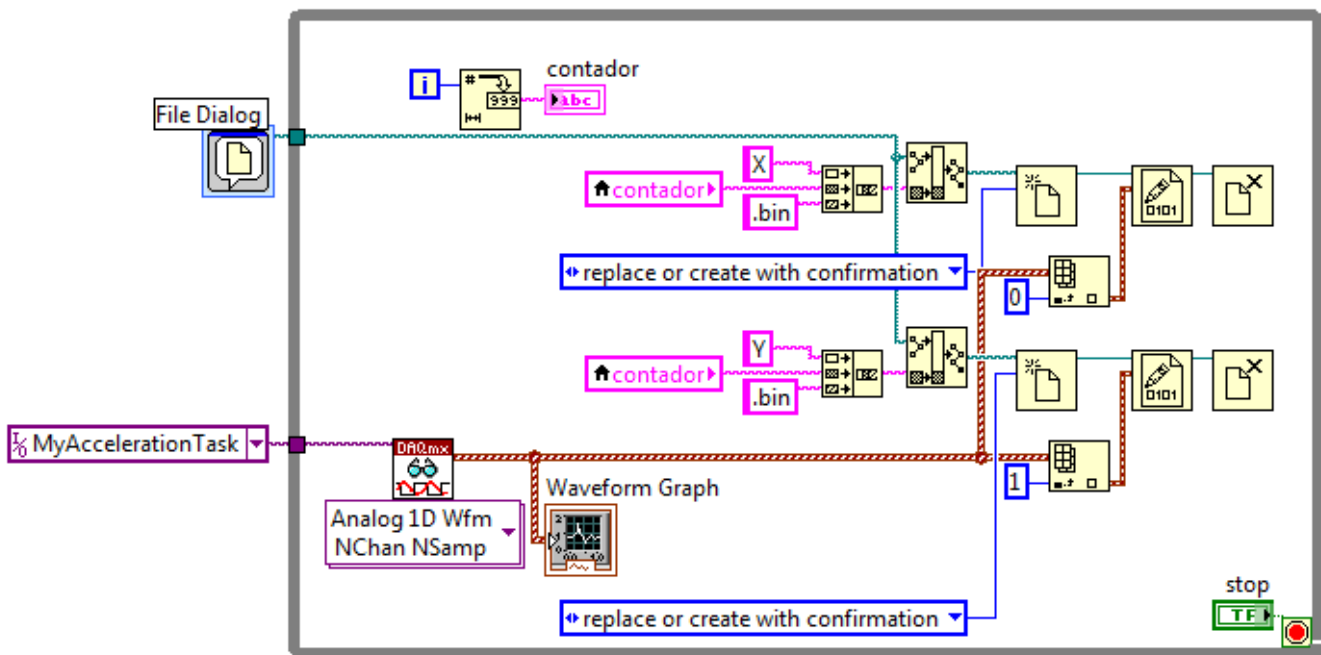 i
#
999
contador
abc
File Dialog
X
contador
.bin
0101
replace or create with confirmation
0
Y
contador
.bin
0101
I/O MyAccelerationTask
DAQmx
1
Waveform Graph
Analog 1D Wfm
NChan NSamp
stop
TF
replace or create with confirmation